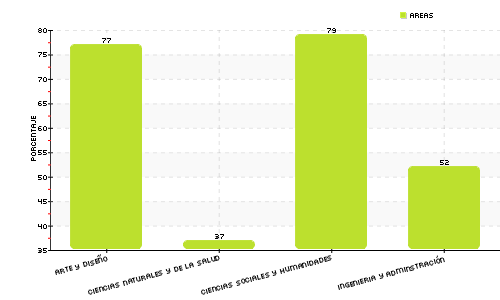 AREAS
80
75
70
65
60
55
50
45
40
35
PORCENTAJE
77
37
79
52
ARTE Y DISEÑO
CIENCIAS NATURALES Y DE LA SALUD
CIENCIAS SOCIALES Y HUMANIDADES
INGENIERIA Y ADMINSTRACIÓN